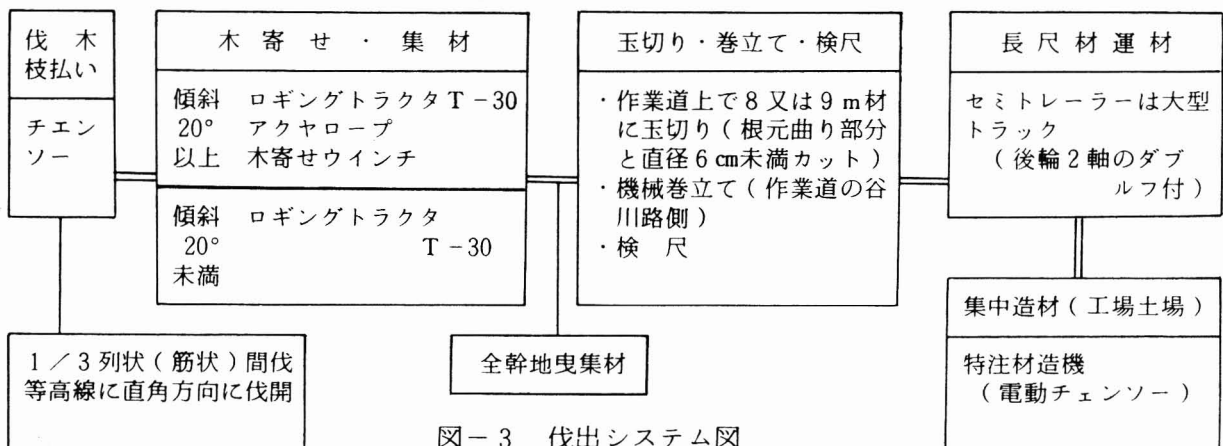 伐木
枝払い
チエン
ソー
木寄せ・集材
傾斜 ロギングトラクタT-30
20° アクヤロープ
以上 木寄せウインチ
傾斜 ロギングトラクタ
20° T-30
未満
玉切り・巻立て・検尺
・作業道上で8又は9m材
に玉切り(根元曲り部分
と直径6cm未満カット)
・機械巻立て(作業道の谷
川路側)
・検 尺
長尺材運材
セミトレーラーは大型
トラック
(後輪2軸のダブ
ルフ付)
1/3列状(筋状)間伐
等高線に直角方向に伐開
全幹地曳集材
集中造材(工場土場)
特注材造機
(電動チェンソー)
図-3 伐出システム図